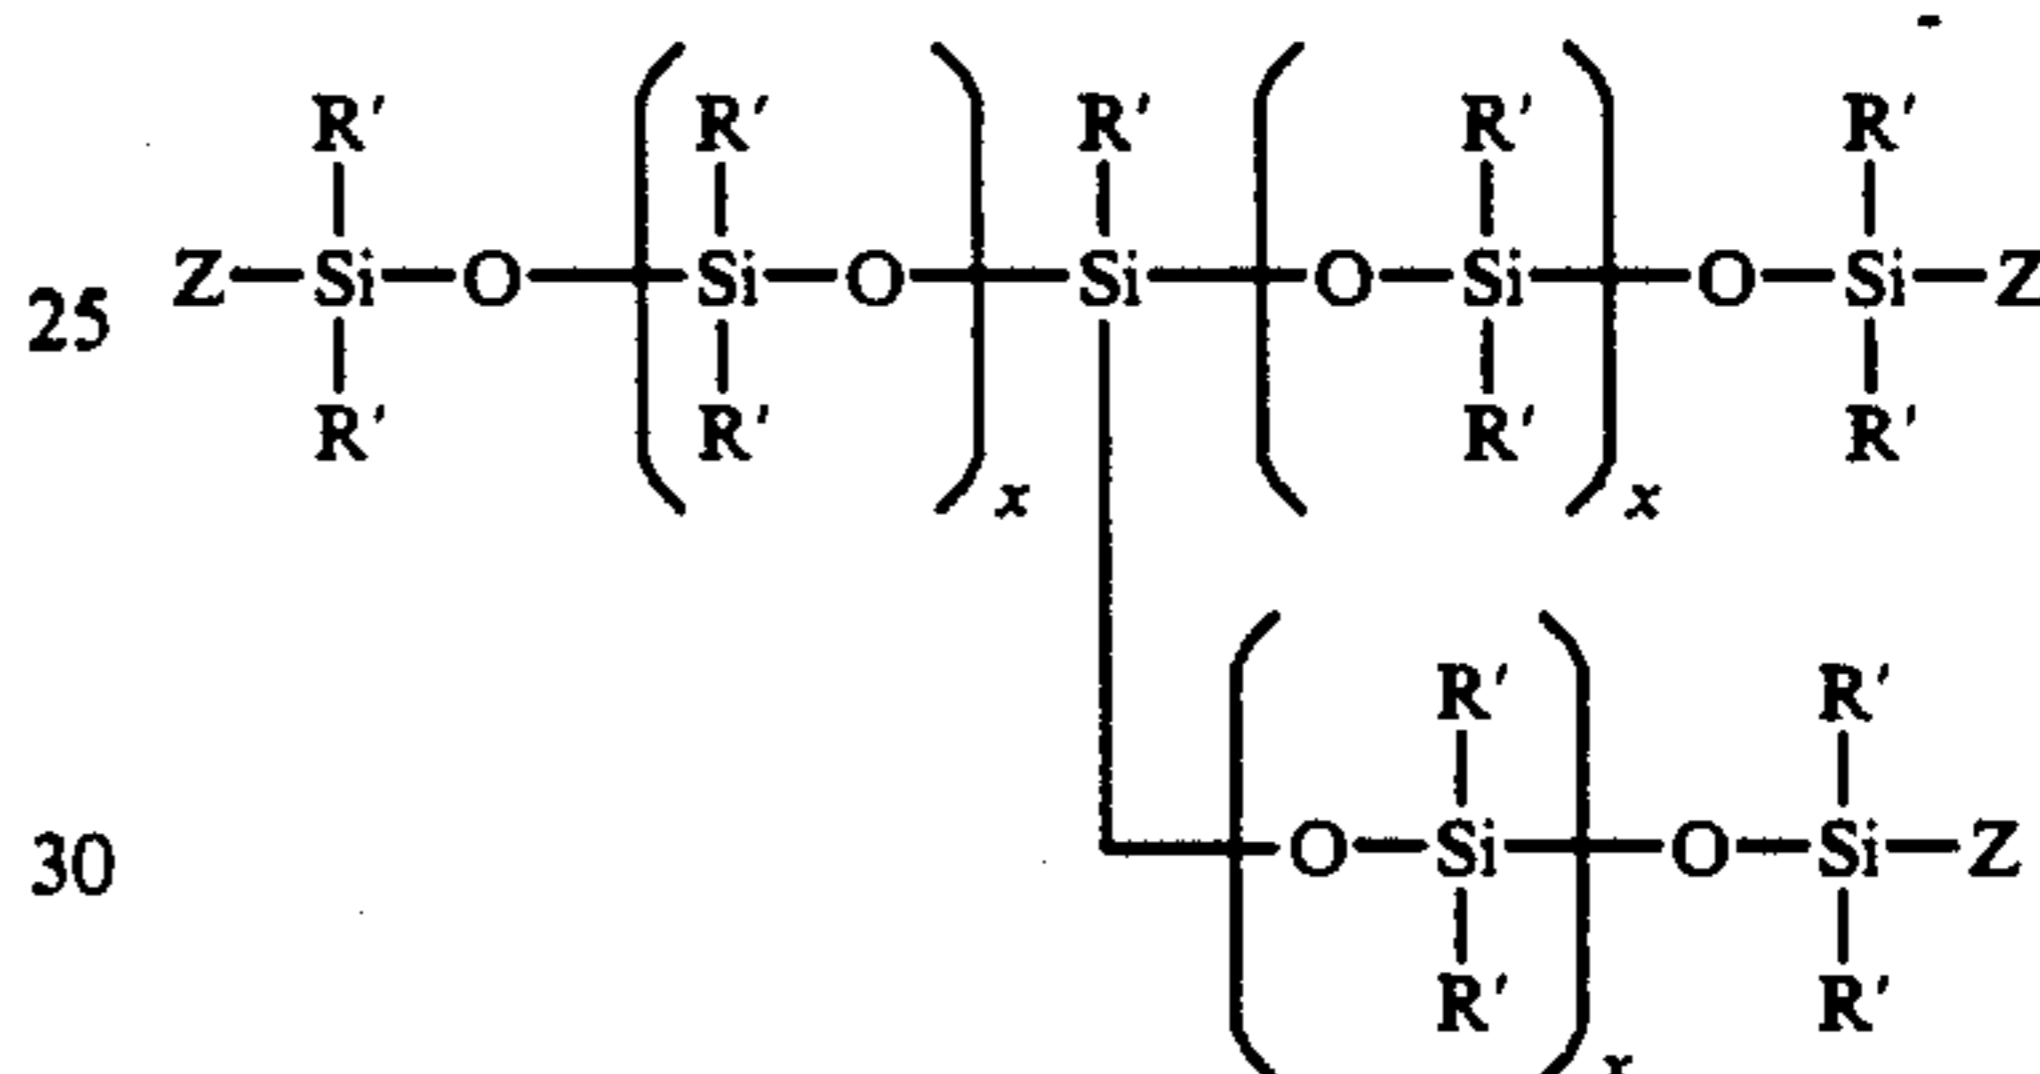 R' R' R' R' R'
25 Z—Si—O—(Si—O)—Si—(O—Si)—O—Si—Z
R' R' R' R'
x x
R' R'
30 (O—Si)—O—Si—Z
R' R'
x